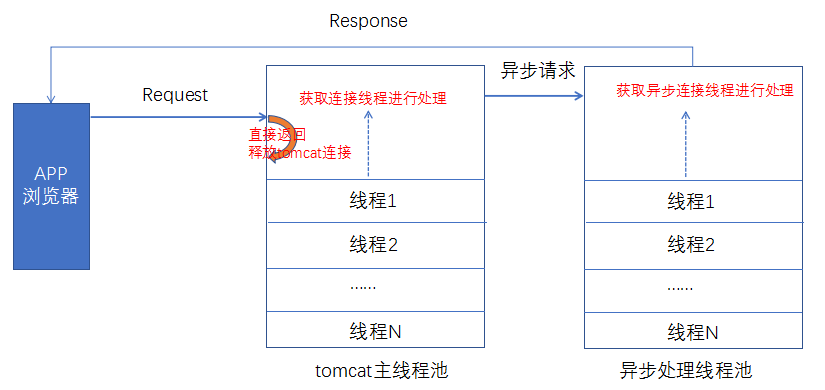 Response
Request
APP
浏览器
获取连接线程进行处理
直接返回
释放tomcat连接
线程1
线程2
……
线程N
tomcat主线程池
异步请求
获取异步连接线程进行处理
线程1
线程2
……
线程N
异步处理线程池